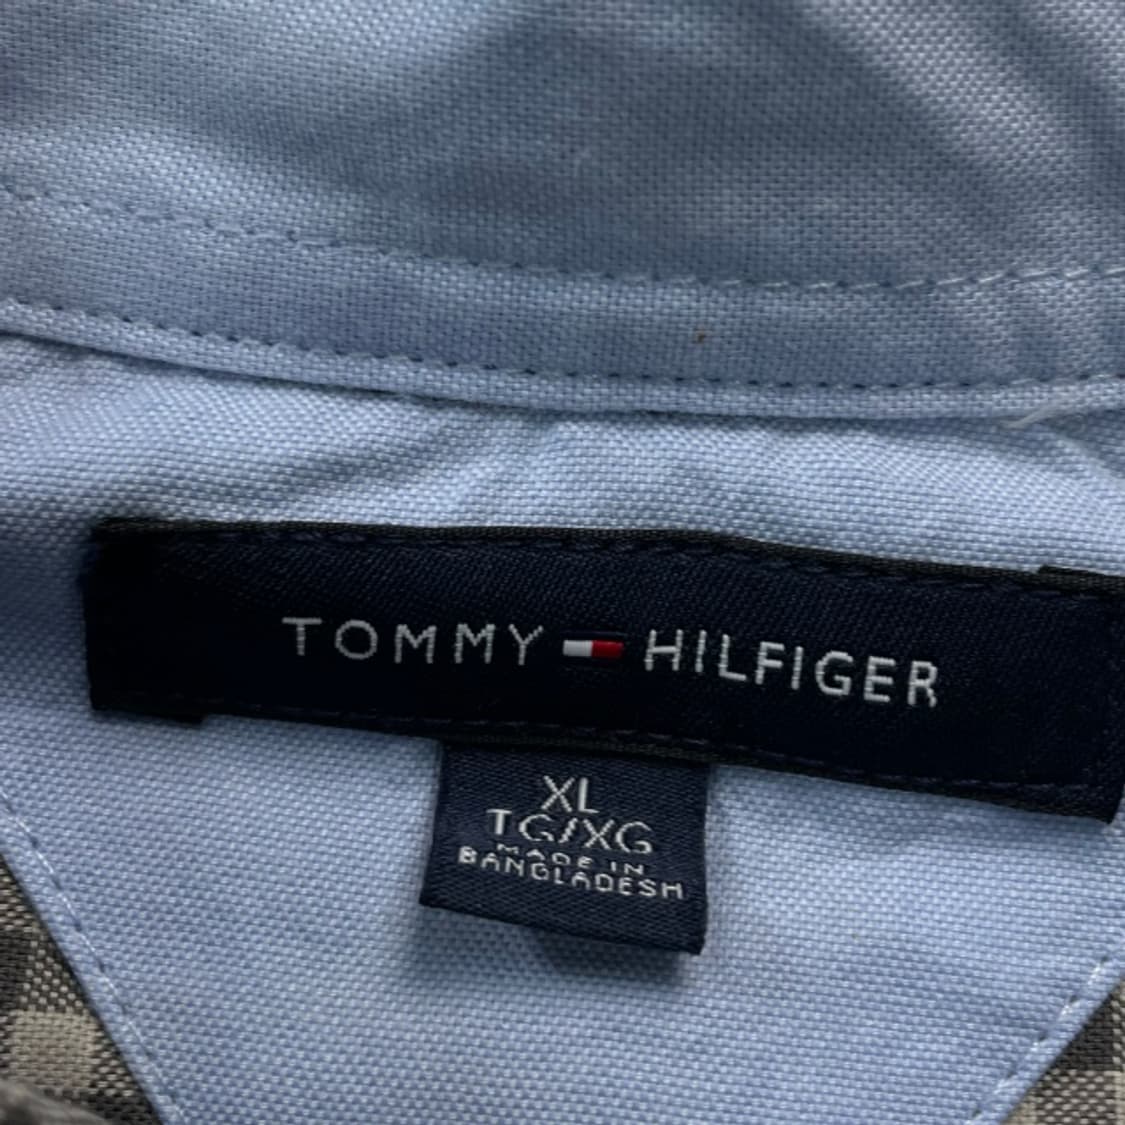 TOMMY HILFIGER
XL
TG/XG
MADE IN
BANGLADESH